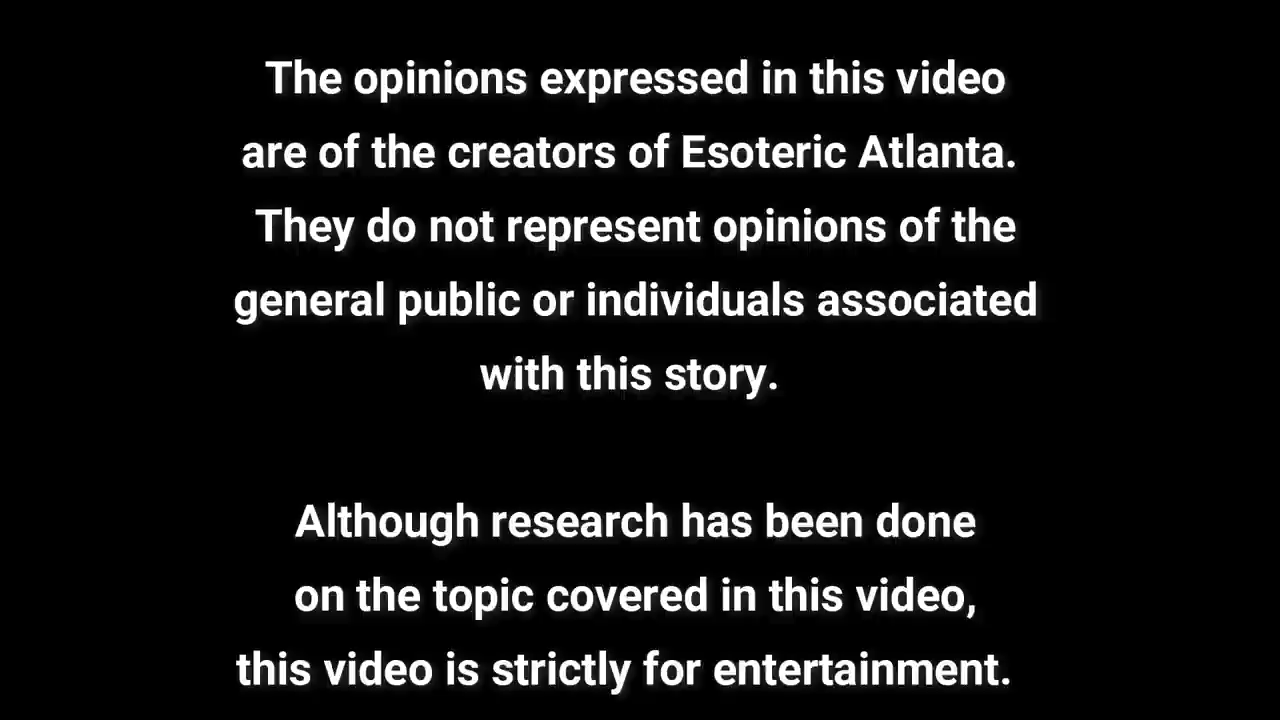 The opinions expressed in this video
are of the creators of Esoteric Atlanta.
They do not represent opinions of the
general public or individuals associated
with this story.
Although research has been done
on the topic covered in this video,
this video is strictly for entertainment.